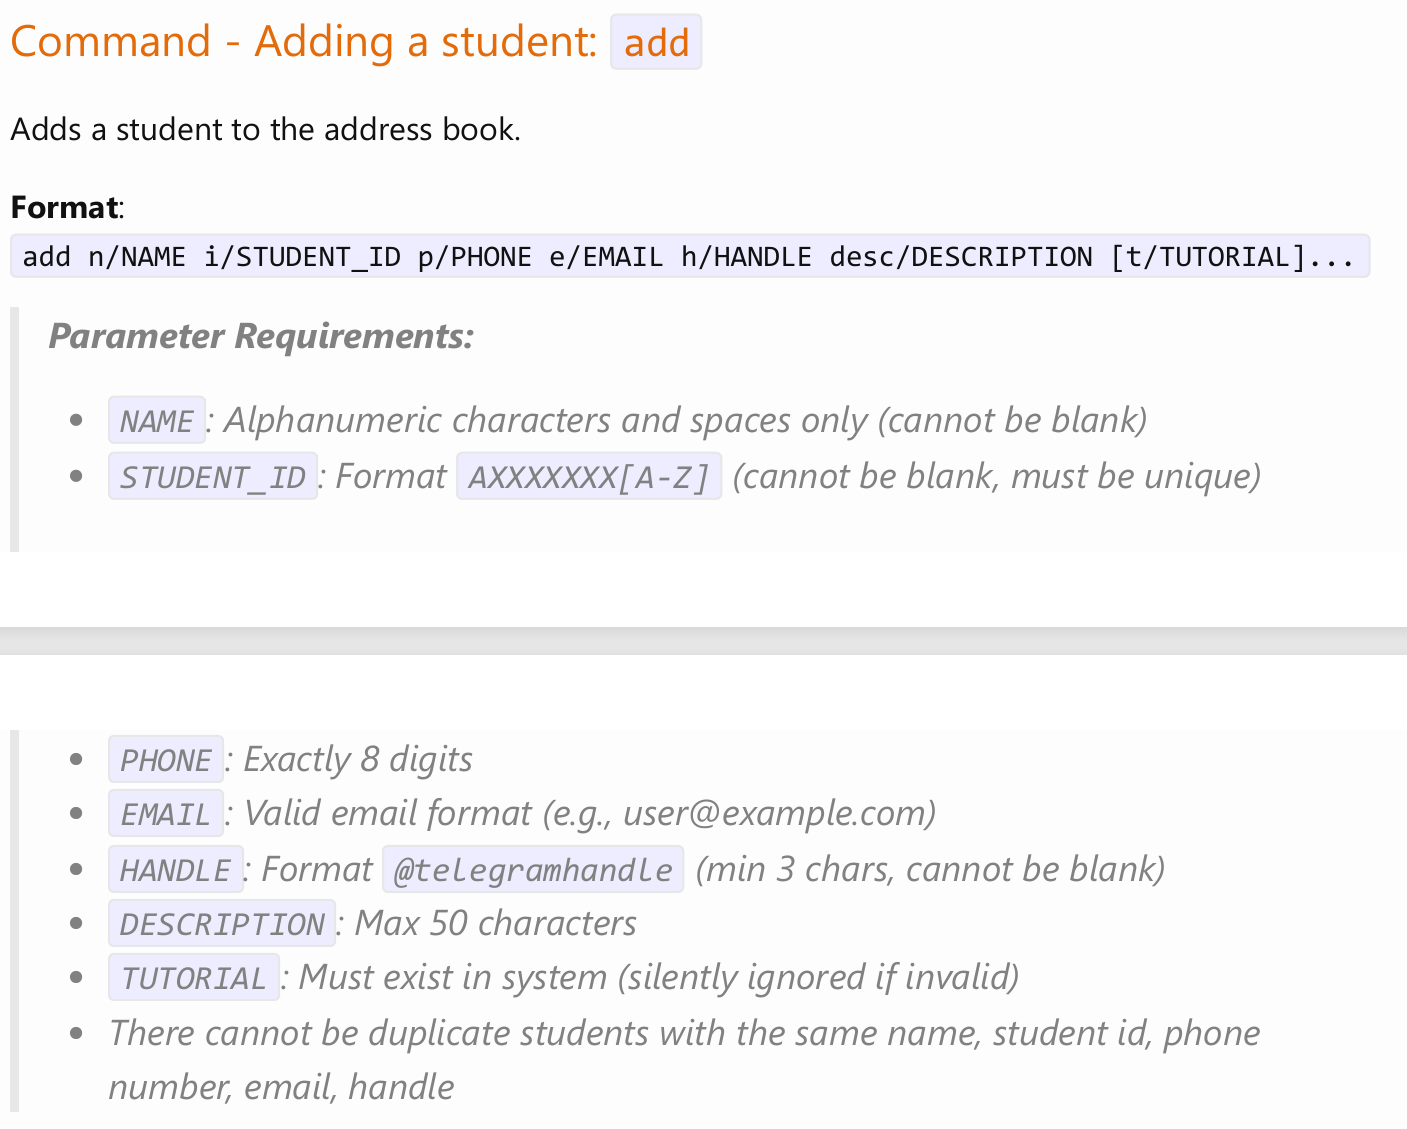 Command - Adding a student: add
Adds a student to the address book.
Format:
add n/NAME i/STUDENT_ID p/PHONE e/EMAIL h/HANDLE desc/DESCRIPTION [t/TUTORIAL]...
Parameter Requirements:
• NAME: Alphanumeric characters and spaces only (cannot be blank)
• STUDENT_ID: Format AXXXXXXX[A-Z] (cannot be blank, must be unique)
• PHONE: Exactly 8 digits
• EMAIL: Valid email format (e.g., user@example.com)
• HANDLE: Format @telegramhandle (min 3 chars, cannot be blank)
• DESCRIPTION: Max 50 characters
• TUTORIAL: Must exist in system (silently ignored if invalid)
• There cannot be duplicate students with the same name, student id, phone
number, email, handle